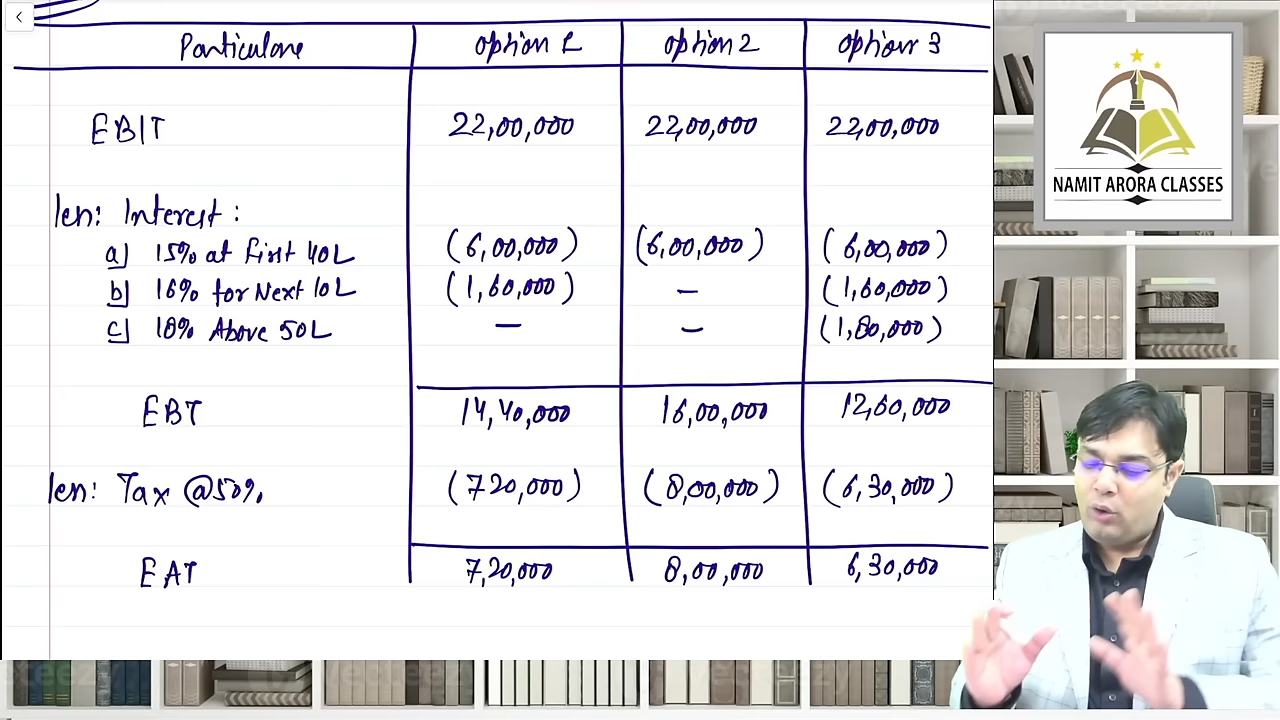 Particulars Option 1 Option 2 Option 3
EBIT 22,00,000 22,00,000 22,00,000
Less: Interest:
a) 15% at First 40L (6,00,000) (6,00,000) (6,00,000)
b) 16% for Next 10L (1,60,000) — (1,60,000)
c) 18% Above 50L — — (1,80,000)
EBT 14,40,000 16,00,000 12,60,000
Less: Tax @50% (720,000) (8,00,000) (6,30,000)
EAT 7,20,000 8,00,000 6,30,000
NAMIT ARORA CLASSES